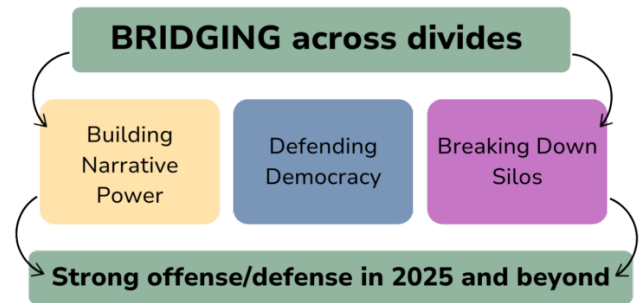 BRIDGING across divides
Building
Narrative
Power
Defending
Democracy
Breaking Down
Silos
Strong offense/defense in 2025 and beyond